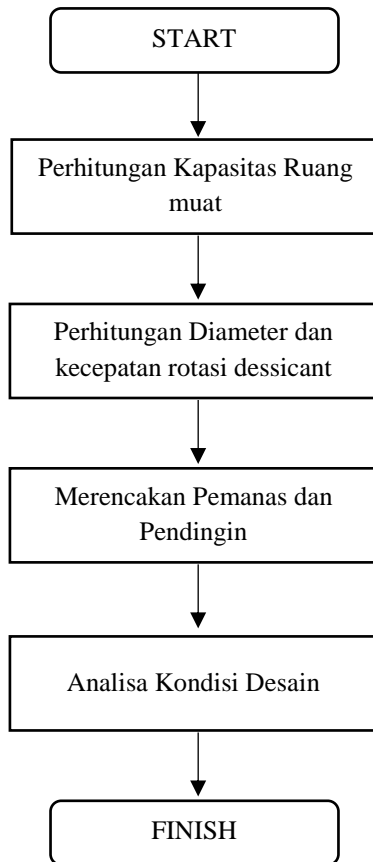 START
Perhitungan Kapasitas Ruang
muat
Perhitungan Diameter dan
kecepatan rotasi dessicant
Merencakan Pemanas dan
Pendingin
Analisa Kondisi Desain
FINISH